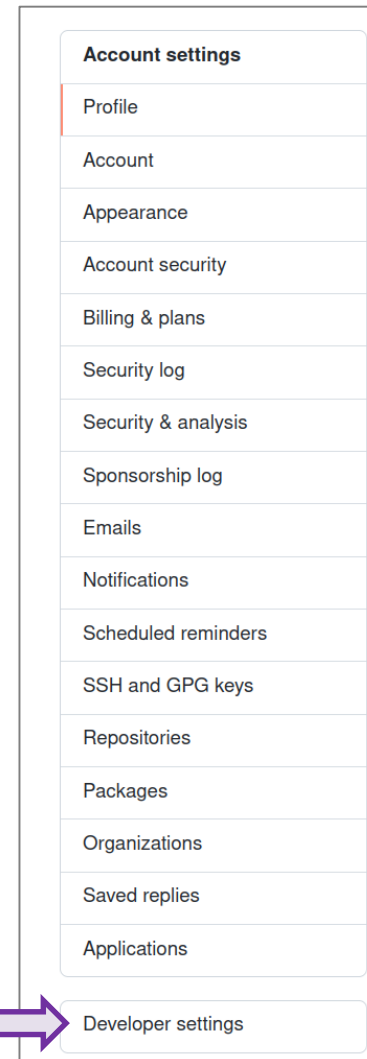 Account settings
Profile
Account
Appearance
Account security
Billing & plans
Security log
Security & analysis
Sponsorship log
Emails
Notifications
Scheduled reminders
SSH and GPG keys
Repositories
Packages
Organizations
Saved replies
Applications
Developer settings